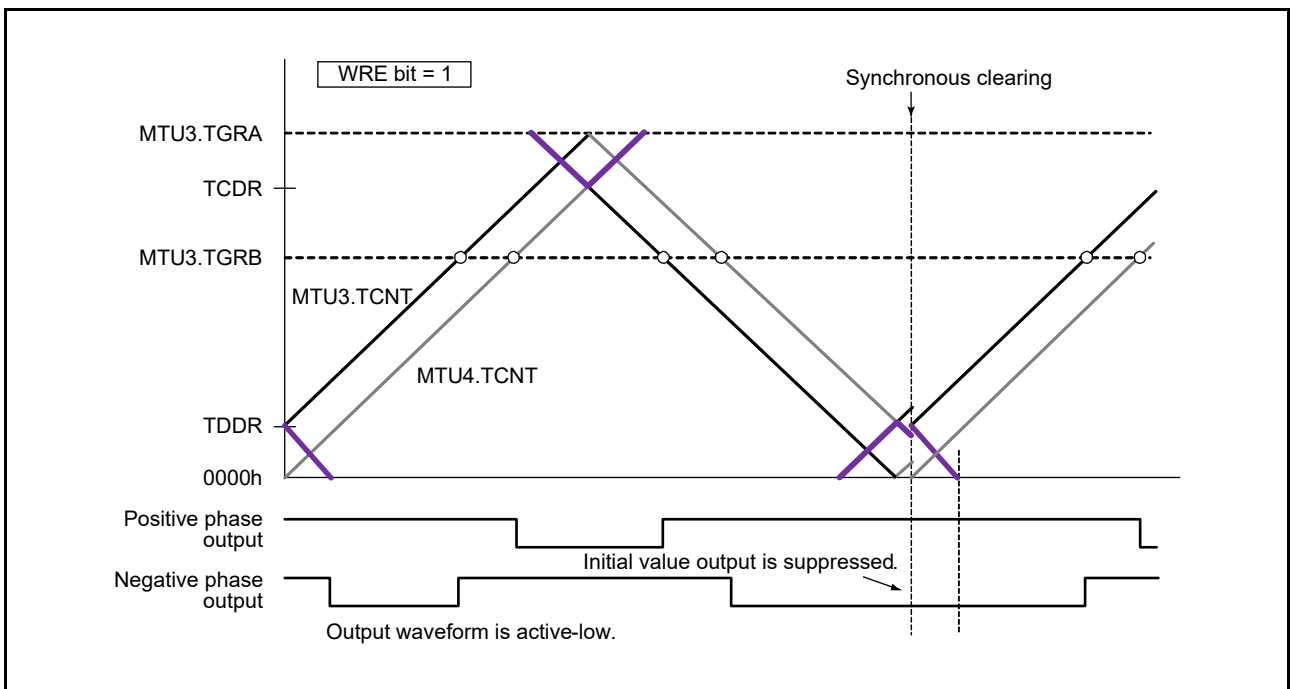 WRE bit = 1
Synchronous clearing
MTU3.TGRA
TCDR
MTU3.TGRB
MTU3.TCNT
MTU4.TCNT
TDDR
0000h
Positive phase
output
Initial value output is suppressed.
Negative phase
output
Output waveform is active-low.